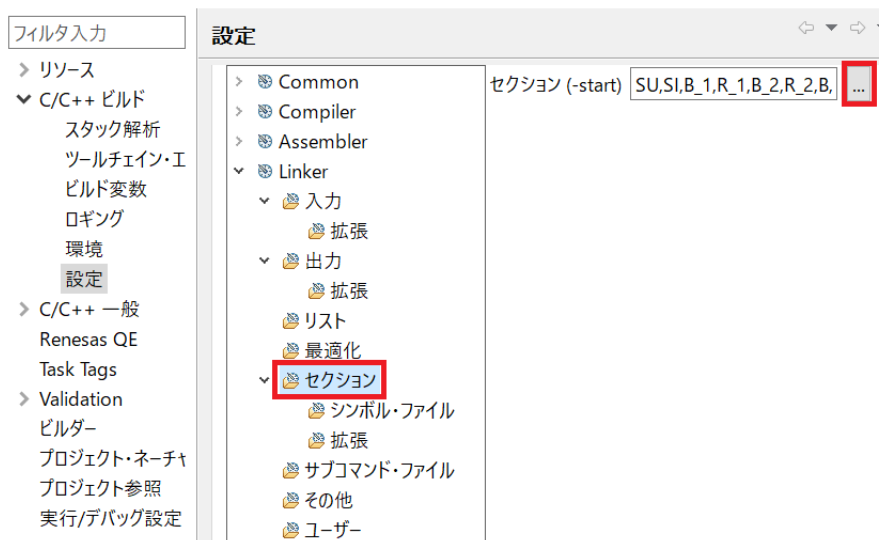 フィルタ入力
リソース
C/C++ ビルド
スタック解析
ツールチェイン・エ
ビルド変数
ロギング
環境
設定
C/C++ 一般
Renesas QE
Task Tags
Validation
ビルダー
プロジェクト・ネーチャ
プロジェクト参照
実行/デバッグ設定
設定
Common
Compiler
Assembler
Linker
入力
拡張
出力
拡張
リスト
最適化
セクション
シンボル・ファイル
拡張
サブコマンド・ファイル
その他
ユーザー
セクション (-start) SU,SI,B_1,R_1,B_2,R_2,B, ...